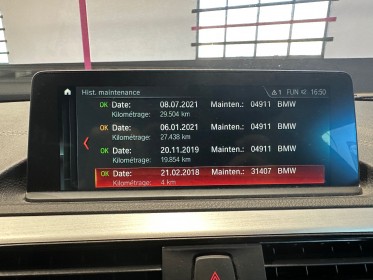 Hist. maintenance 1 FUN 16:50
OK Date: 08.07.2021 Mainten.: 04911 BMW
Kilométrage: 29.504 km
OK Date: 06.01.2021 Mainten.: 04911 BMW
Kilométrage: 27.438 km
OK Date: 20.11.2019 Mainten.: 04911 BMW
Kilométrage: 19.854 km
OK Date: 21.02.2018 Mainten.: 31407 BMW
Kilométrage: 4 km